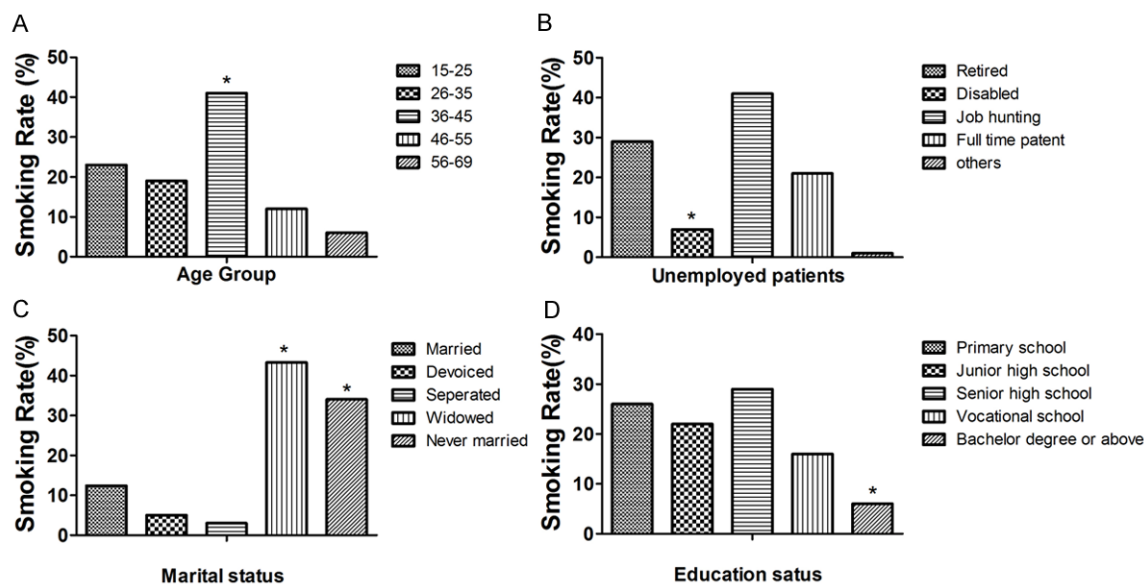 A
Smoking Rate (%)
50
40
30
20
10
0
*
Age Group
15-25
26-35
36-45
46-55
56-69
B
Smoking Rate (%)
50
40
30
20
10
0
*
Unemployed patients
Retired
Disabled
Job hunting
Full time patent
others
C
Smoking Rate(%)
50
40
30
20
10
0
*
*
Marital status
Married
Devoiced
Seperated
Widowed
Never married
D
Smoking Rate(%)
40
30
20
10
0
*
Education satus
Primary school
Junior high school
Senior high school
Vocational school
Bachelor degree or above